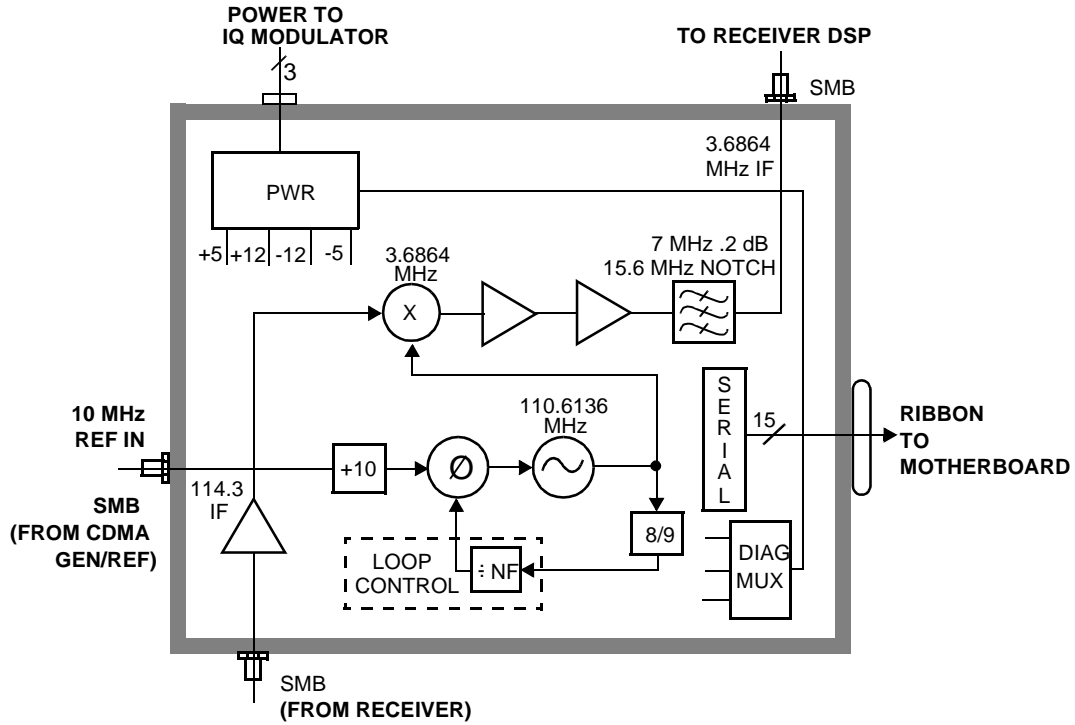 POWER TO
IQ MODULATOR
3
TO RECEIVER DSP
SMB
3.6864
MHz IF
PWR
+5 +12 -12 -5
7 MHz .2 dB
15.6 MHz NOTCH
3.6864
MHz
X
10 MHz
REF IN
SMB
(FROM CDMA
GEN/REF)
114.3
IF
+10
Ø
110.6136
MHz
8/9
LOOP
CONTROL
÷ NF
S
E
R
I
A
L
15
RIBBON
TO
MOTHERBOARD
DIAG
MUX
SMB
(FROM RECEIVER)